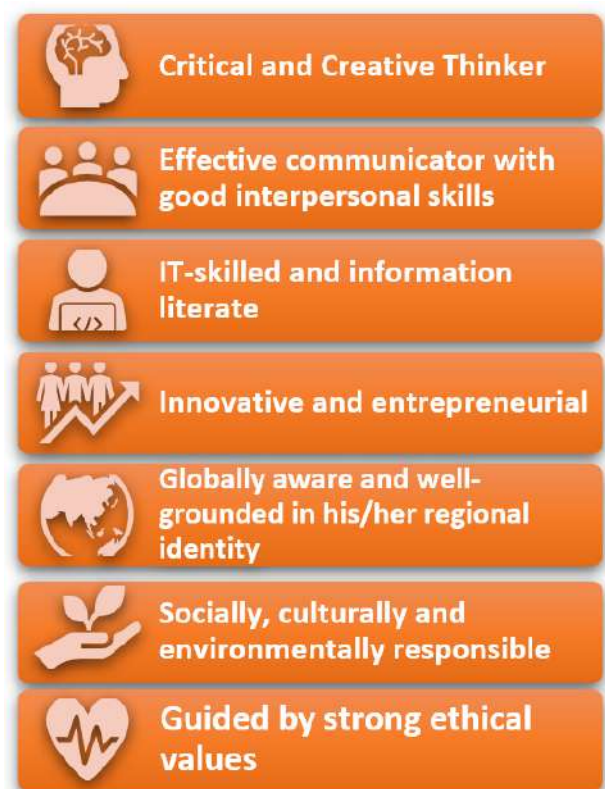 Critical and Creative Thinker
Effective communicator with
good interpersonal skills
IT-skilled and information
literate
</>
Innovative and entrepreneurial
Globally aware and well-
grounded in his/her regional
identity
Socially, culturally and
environmentally responsible
Guided by strong ethical
values